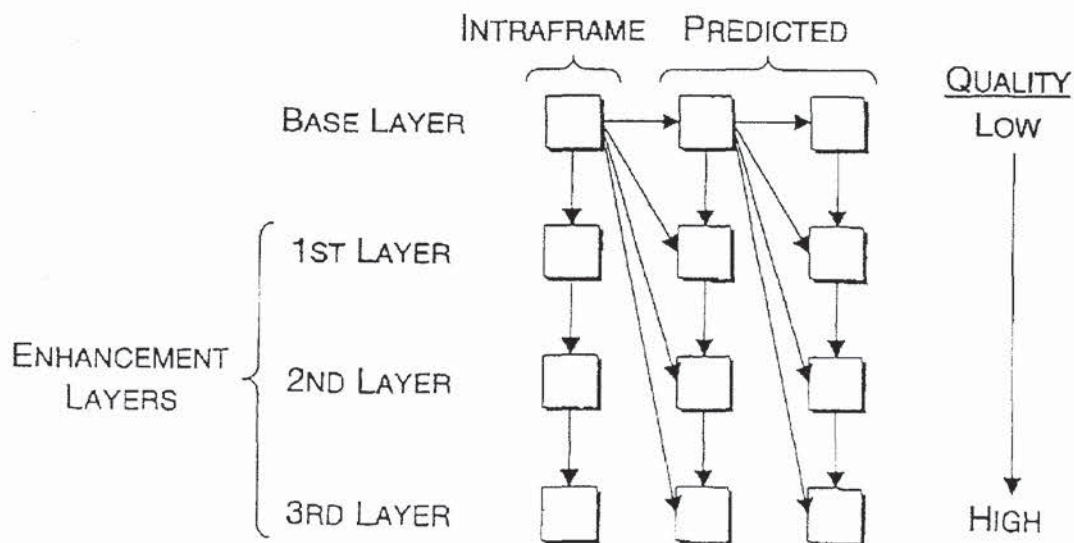 INTRAFRAME
PREDICTED
QUALITY
BASE LAYER
LOW
1ST LAYER
ENHANCEMENT
LAYERS
2ND LAYER
3RD LAYER
HIGH